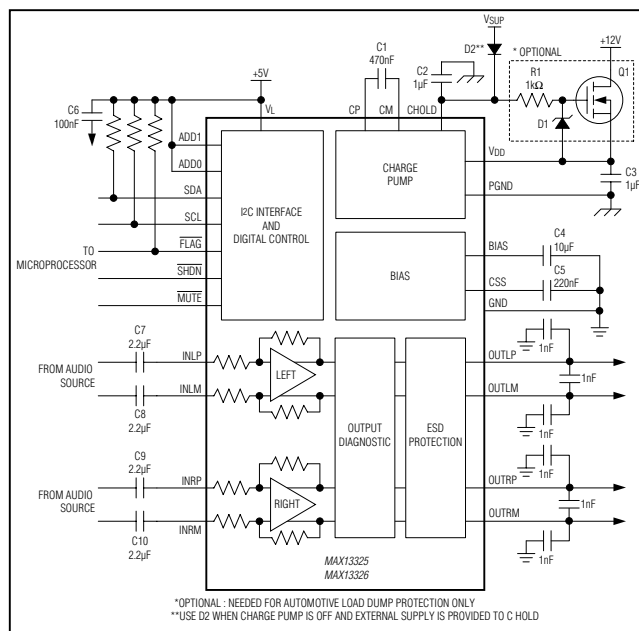 VSUP
C1
470nF
C2
1µF
D2**
* OPTIONAL
+12V
Q1
R1
1kΩ
D1
+5V
C6
100nF
VL
CP
CM
CHOLD
ADD1
ADD0
SDA
SCL
FLAG
SHDN
MUTE
TO
MICROPROCESSOR
I2C INTERFACE
AND
DIGITAL CONTROL
CHARGE
PUMP
VDD
PGND
C3
1µF
BIAS
BIAS
CSS
GND
C4
10µF
C5
220nF
C7
2.2µF
FROM AUDIO
SOURCE
INLP
INLM
C8
2.2µF
LEFT
OUTPUT
DIAGNOSTIC
ESD
PROTECTION
1nF
OUTLP
1nF
OUTLM
1nF
C9
2.2µF
FROM AUDIO
SOURCE
INRP
INRM
C10
2.2µF
RIGHT
1nF
OUTRP
1nF
OUTRM
1nF
MAX13325
MAX13326
*OPTIONAL : NEEDED FOR AUTOMOTIVE LOAD DUMP PROTECTION ONLY
**USE D2 WHEN CHARGE PUMP IS OFF AND EXTERNAL SUPPLY IS PROVIDED TO C HOLD